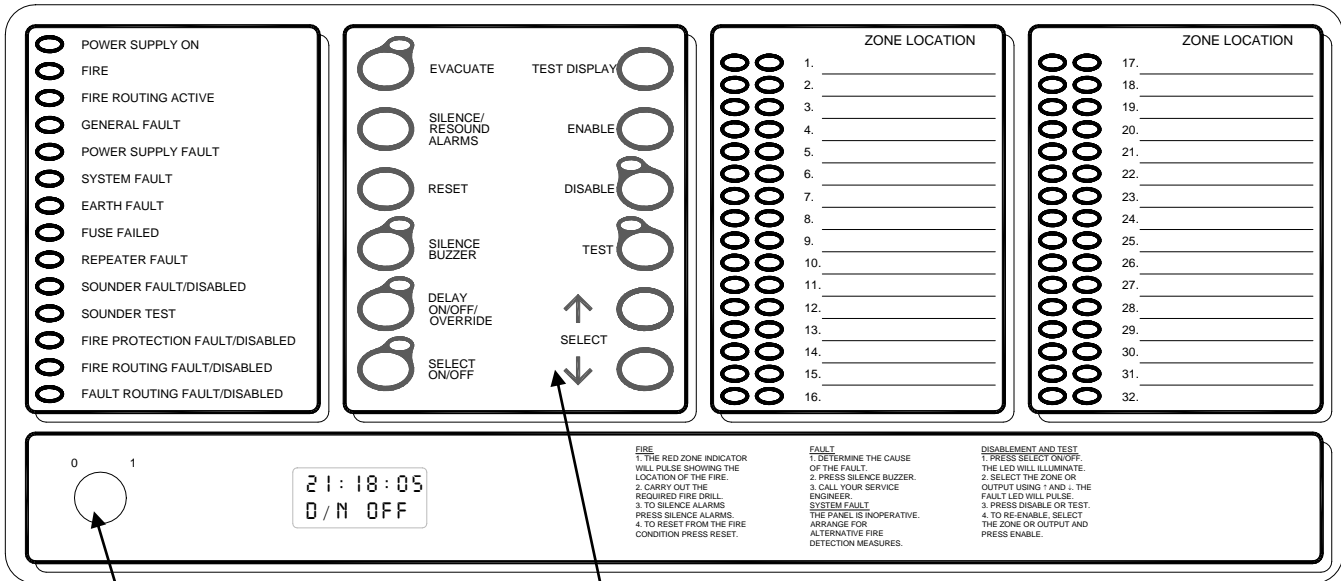 POWER SUPPLY ON
FIRE
FIRE ROUTING ACTIVE
GENERAL FAULT
POWER SUPPLY FAULT
SYSTEM FAULT
EARTH FAULT
FUSE FAILED
REPEATER FAULT
SOUNDER FAULT/DISABLED
SOUNDER TEST
FIRE PROTECTION FAULT/DISABLED
FIRE ROUTING FAULT/DISABLED
FAULT ROUTING FAULT/DISABLED
EVACUATE
SILENCE/
RESOUND
ALARMS
RESET
SILENCE
BUZZER
DELAY
ON/OFF/
OVERRIDE
SELECT
ON/OFF
TEST DISPLAY
ENABLE
DISABLE
TEST
↑
SELECT
↓
ZONE LOCATION
1.
2.
3.
4.
5.
6.
7.
8.
9.
10.
11.
12.
13.
14.
15.
16.
ZONE LOCATION
17.
18.
19.
20.
21.
22.
23.
24.
25.
26.
27.
28.
29.
30.
31.
32.
0 1
21:18:05
D/N OFF
FIRE
1. THE RED ZONE INDICATOR
WILL PULSE SHOWING THE
LOCATION OF THE FIRE.
2. CARRY OUT THE
REQUIRED FIRE DRILL.
3. TO SILENCE ALARMS
PRESS SILENCE ALARMS.
4. TO RESET FROM THE FIRE
CONDITION PRESS RESET.
FAULT
1. DETERMINE THE CAUSE
OF THE FAULT.
2. PRESS SILENCE BUZZER.
3. CALL YOUR SERVICE
ENGINEER.
SYSTEM FAULT
THE PANEL IS INOPERATIVE.
ARRANGE FOR
ALTERNATIVE FIRE
DETECTION MEASURES.
DISABLEMENT AND TEST
1. PRESS SELECT ON/OFF.
THE LED WILL ILLUMINATE.
2. SELECT THE ZONE OR
OUTPUT USING ↑ AND ↓. THE
FAULT LED WILL PULSE.
3. PRESS DISABLE OR TEST.
4. TO RE-ENABLE, SELECT
THE ZONE OR OUTPUT AND
PRESS ENABLE.